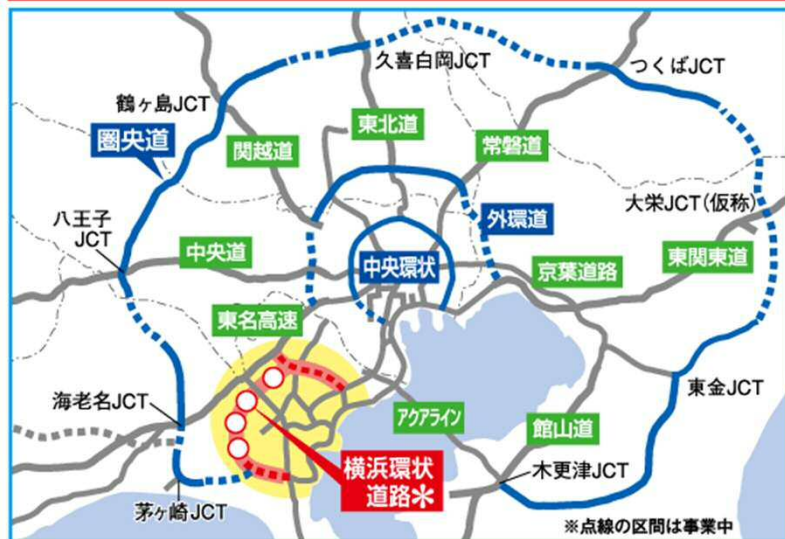 久喜白岡JCT
つくばJCT
鶴ヶ島JCT
東北道
圏央道
関越道
常磐道
大栄JCT(仮称)
外環道
八王子
JCT
中央道
中央環状
京葉道路
東関東道
東名高速
東金JCT
海老名JCT
アクアライン
館山道
横浜環状
道路*
木更津JCT
茅ヶ崎JCT
※点線の区間は事業中